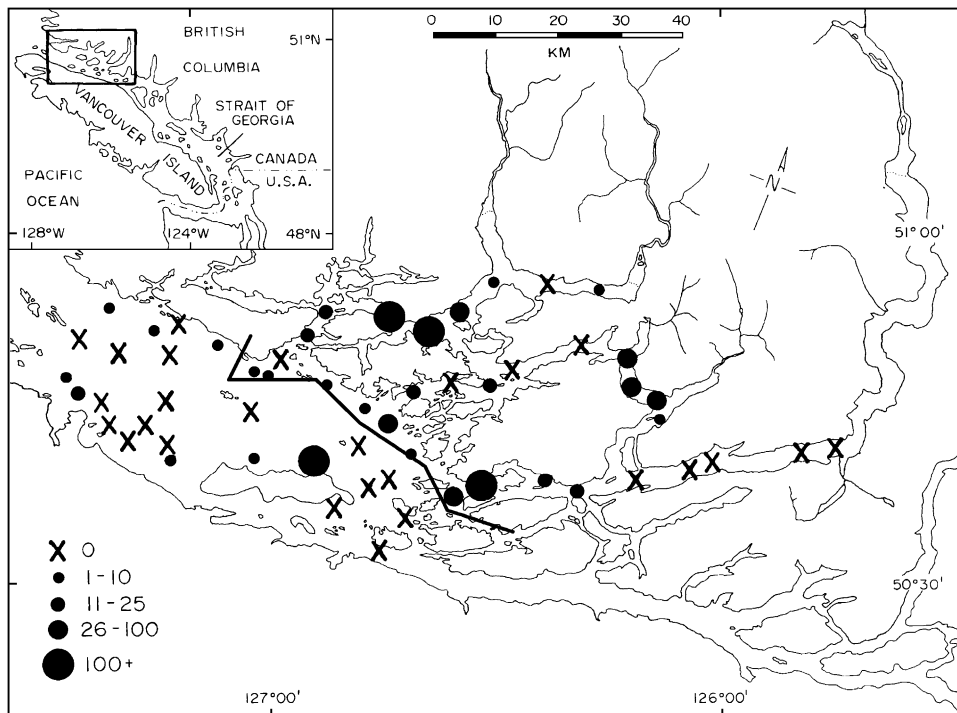 BRITISH
COLUMBIA
51°N
VANCOUVER
ISLAND
STRAIT OF
GEORGIA
CANADA
U.S.A.
PACIFIC
OCEAN
128°W
124°W
48°N
0 10 20 30 40
KM
N
51°00'
50°30'
X 0
1-10
11-25
26-100
100+
127°00'
126°00'